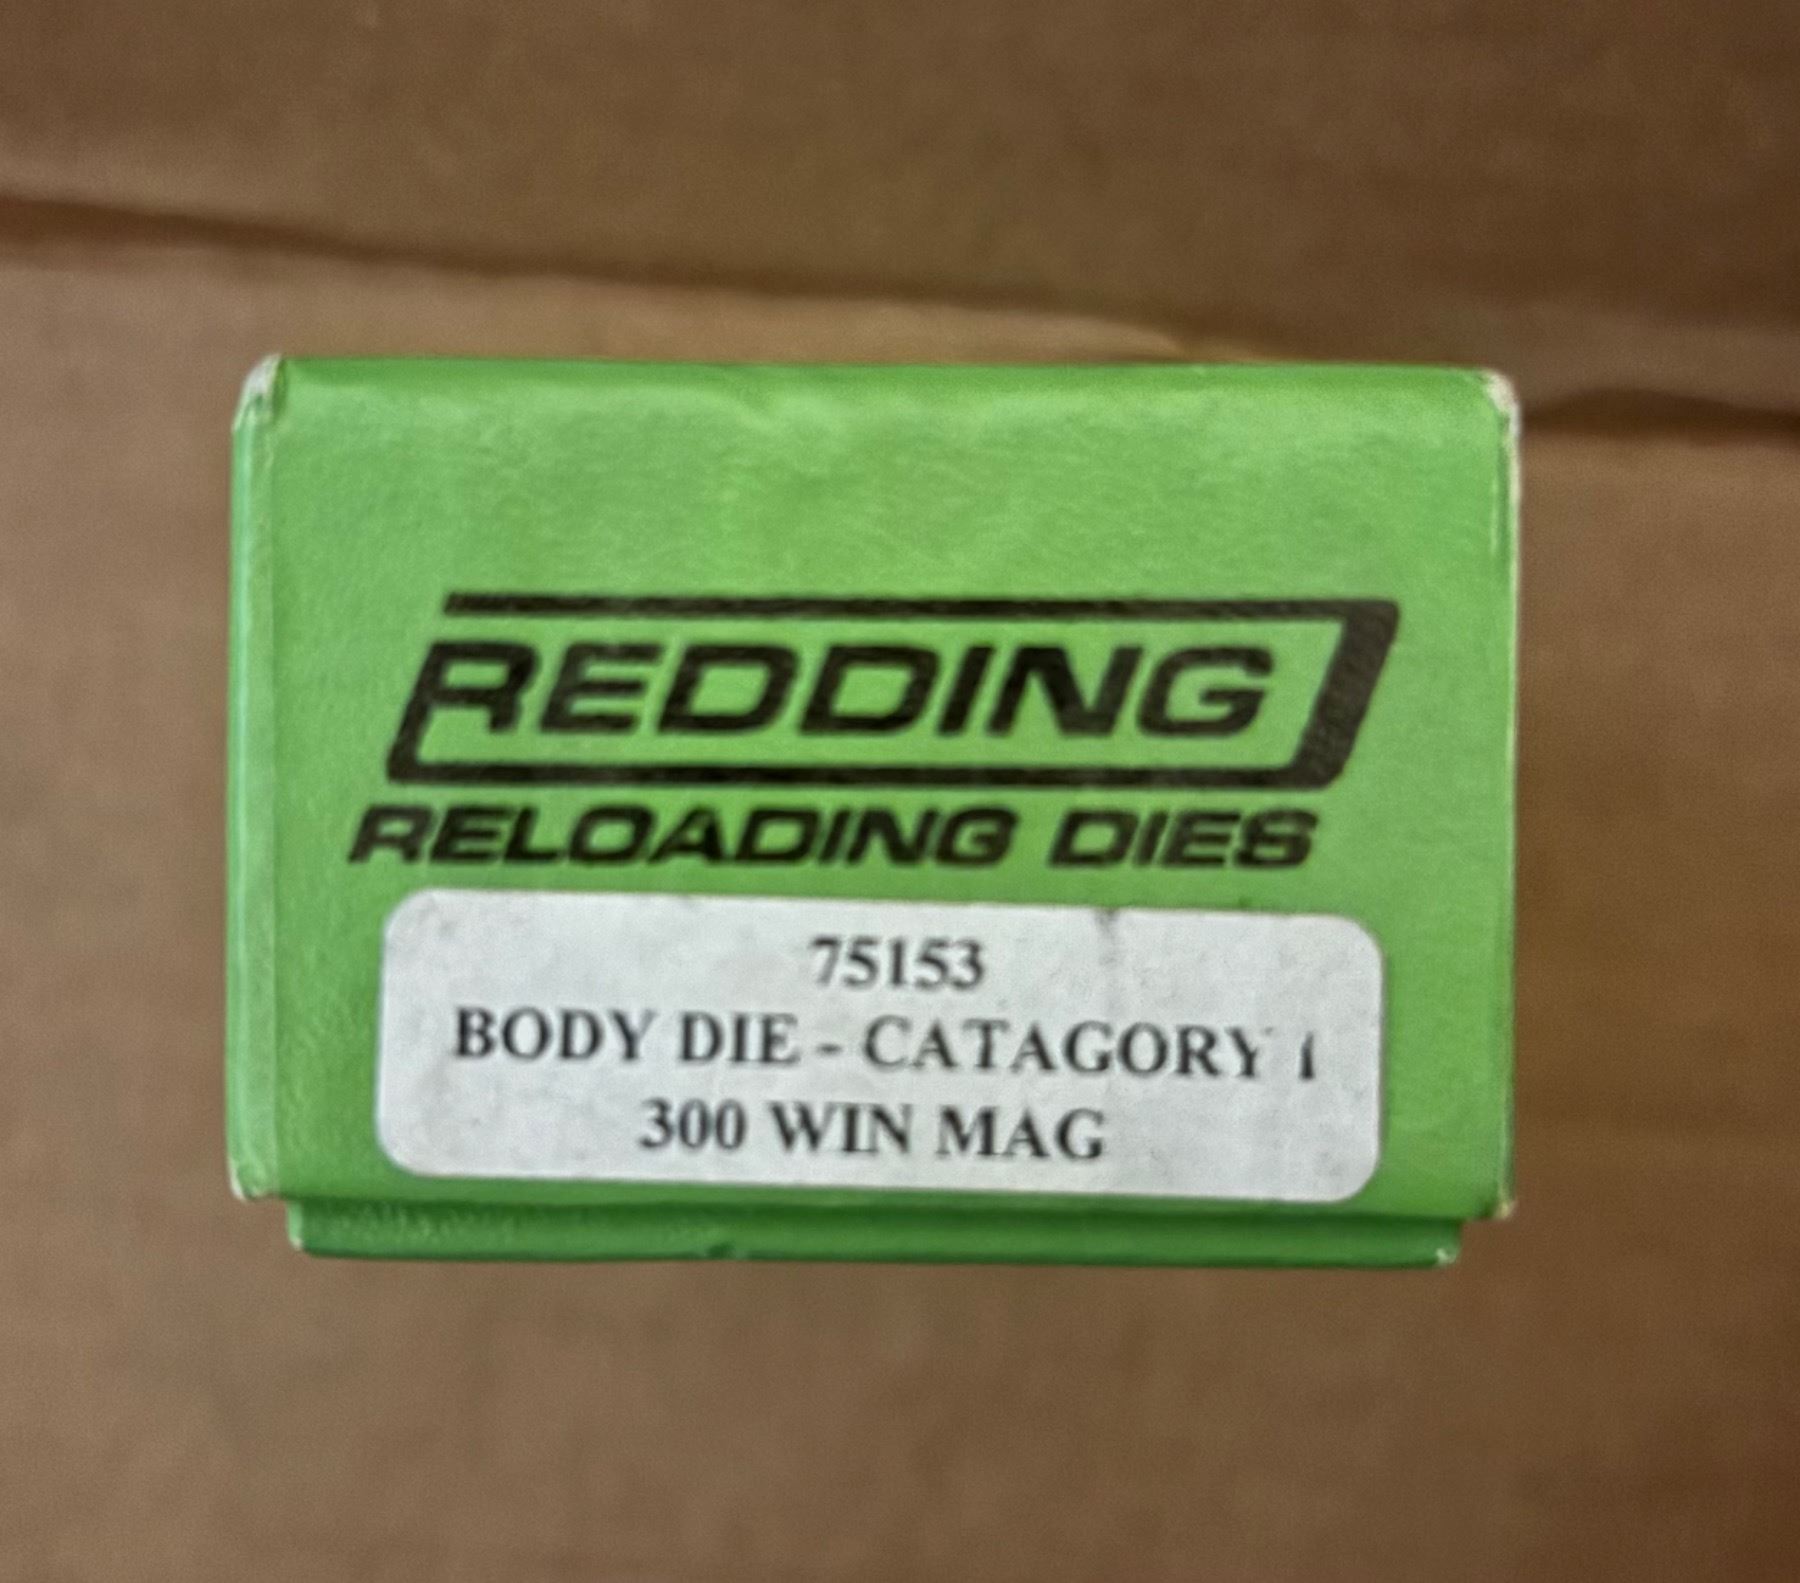 REDDING
RELOADING DIES
75153
BODY DIE - CATAGORY 1
300 WIN MAG